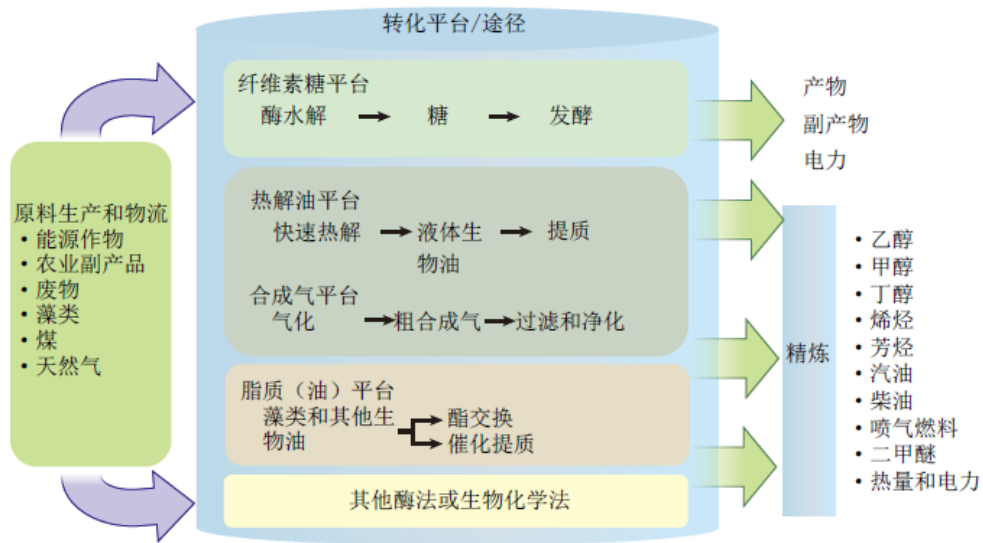 转化平台/途径
原料生产和物流
• 能源作物
• 农业副产品
• 废物
• 藻类
• 煤
• 天然气
纤维素糖平台
酶水解 糖 发酵
热解油平台
快速热解 液体生 提质
物油
合成气平台
气化 粗合成气 过滤和净化
脂质（油）平台
藻类和其他生 酯交换
物油 催化提质
其他酶法或生物化学法
产物
副产物
电力
精炼
• 乙醇
• 甲醇
• 丁醇
• 烯烃
• 芳烃
• 汽油
• 柴油
• 喷气燃料
• 二甲醚
• 热量和电力